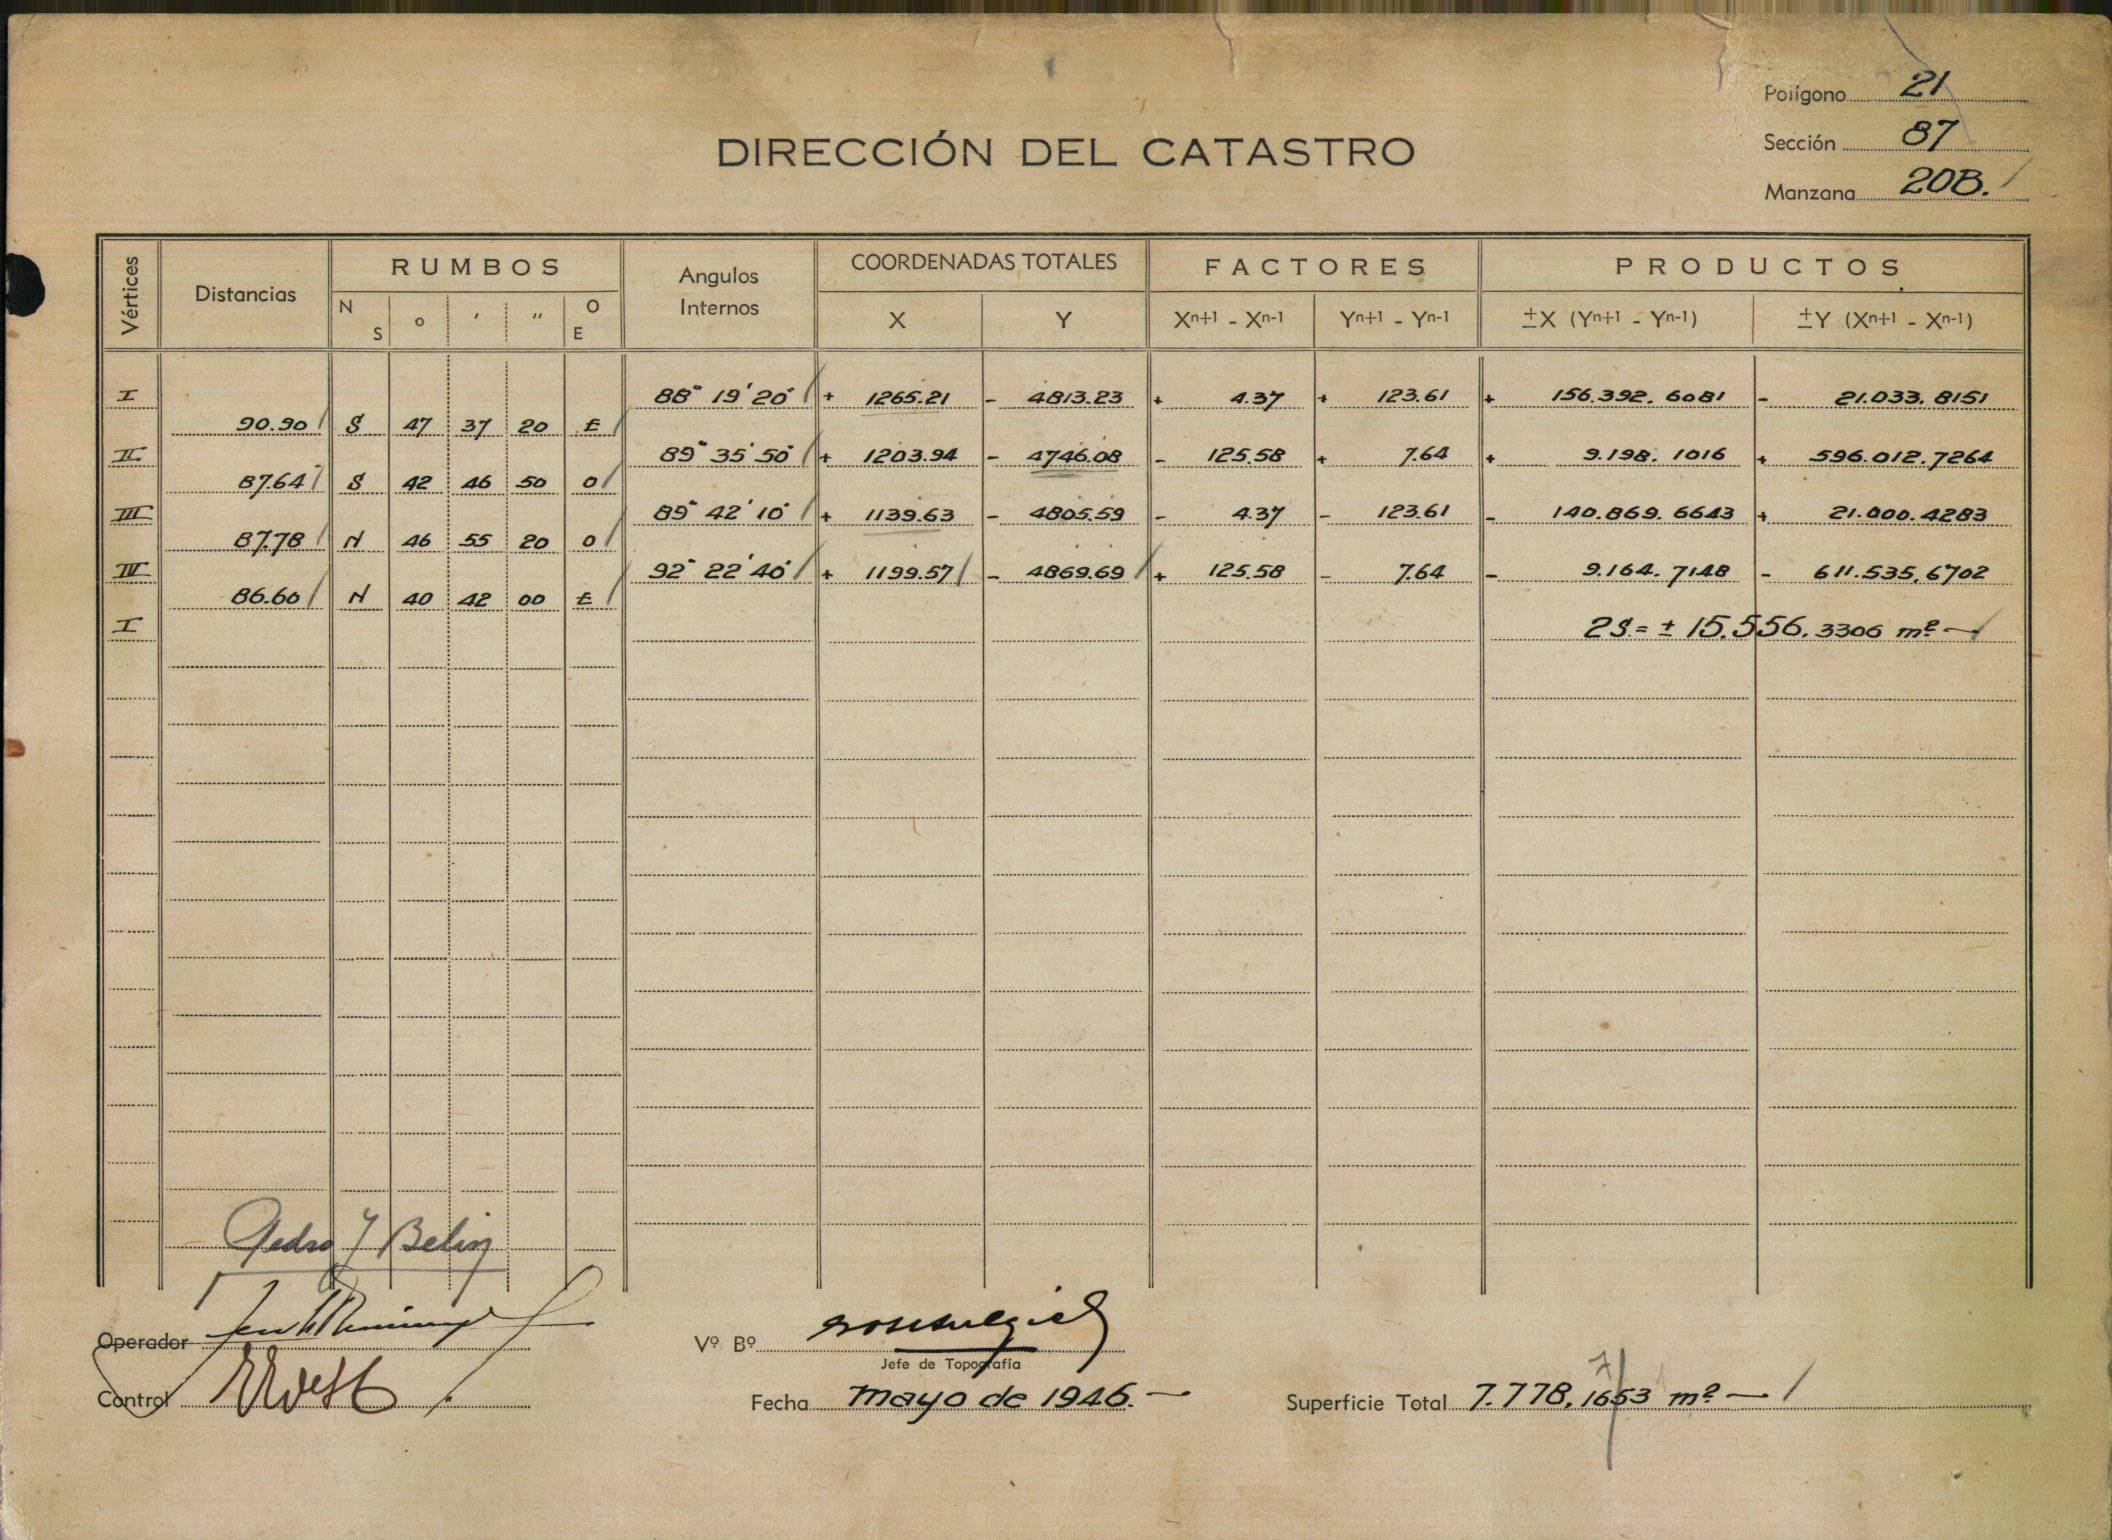 Polígono 21
DIRECCIÓN DEL CATASTRO
Sección 87
Manzana 20B.
Vértices
Distancias
RUMBOS
N S ° ' " O E
Angulos Internos
COORDENADAS TOTALES
X Y
FACTORES
Xn+1 - Xn-1 Yn+1 - Yn-1
PRODUCTOS
±X (Yn+1 - Yn-1) ±Y (Xn+1 - Xn-1)
I 88° 19' 20" + 1265.21 - 4813.23 + 4.37 + 123.61 + 156.392.6081 - 21.033.8151
90.90 S 47 37 20 E
II 89° 35' 50" + 1203.94 - 4746.08 - 125.58 + 7.64 + 9.198.1016 + 596.012.7264
87.64 S 42 46 50 O
III 89° 42' 10" + 1139.63 - 4805.59 - 4.37 - 123.61 - 140.869.6643 + 21.000.4283
87.78 N 46 55 20 O
IV 92° 22' 40" + 1199.57 - 4869.69 + 125.58 - 7.64 - 9.164.7148 - 611.535.6702
86.60 N 40 42 00 E
I 2S = ± 15.556.3306 m²
Pedro J Belin
Operador
Vº Bº
Jefe de Topografía
Control
Fecha mayo de 1946.-
Superficie Total 7.778,1653 m²
7